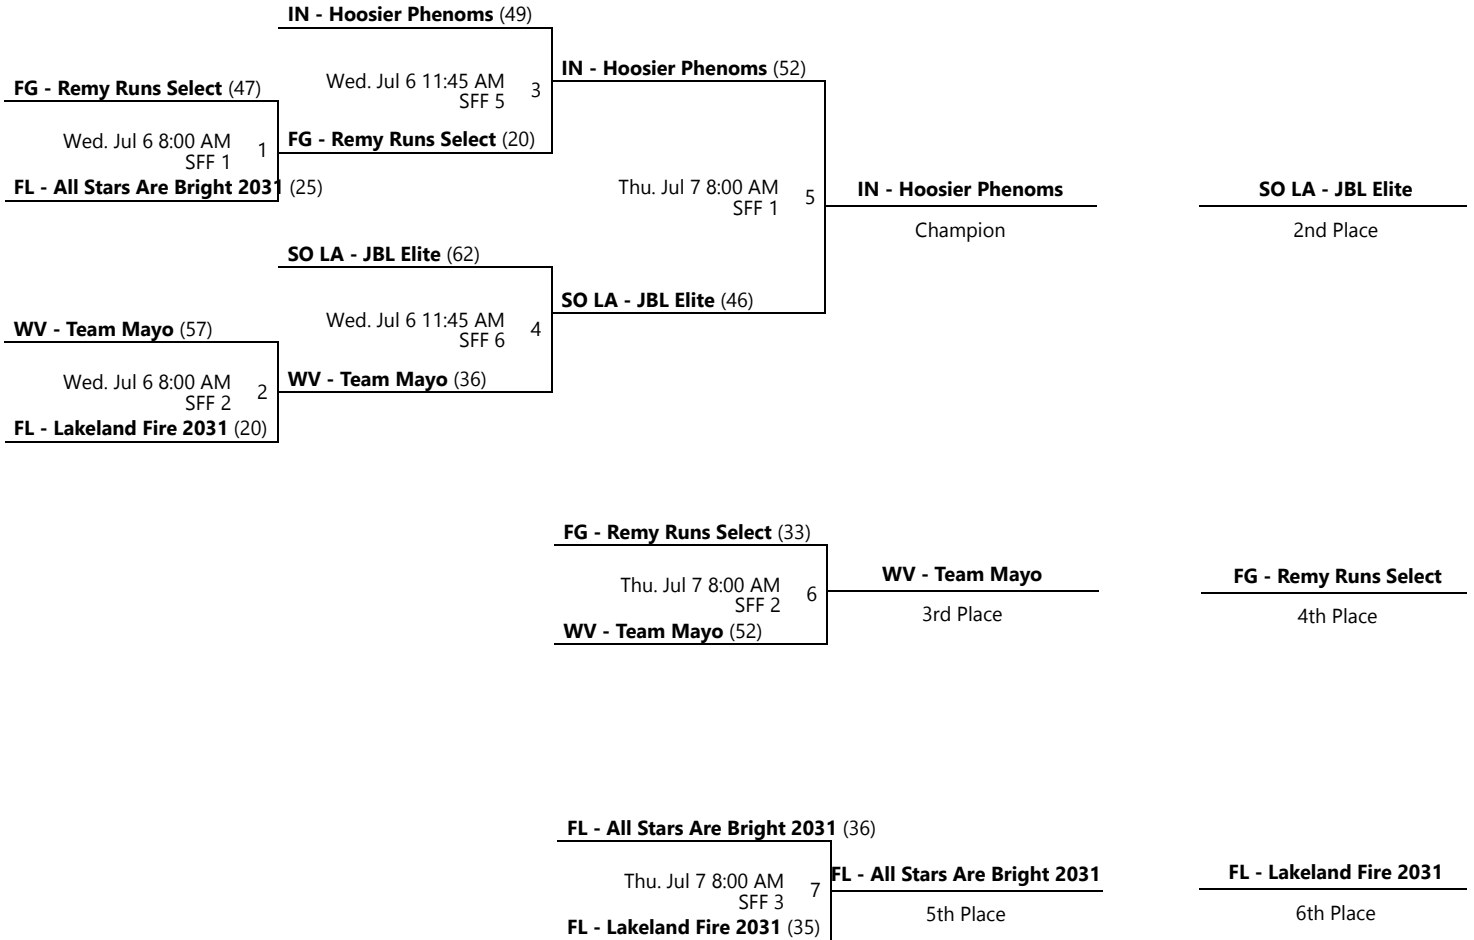 IN - Hoosier Phenoms (49)
Wed. Jul 6 11:45 AM
SFF 5
3
IN - Hoosier Phenoms (52)
FG - Remy Runs Select (47)
Wed. Jul 6 8:00 AM
SFF 1
1
FG - Remy Runs Select (20)
FL - All Stars Are Bright 2031 (25)
Thu. Jul 7 8:00 AM
SFF 1
5
IN - Hoosier Phenoms
Champion
SO LA - JBL Elite
2nd Place
SO LA - JBL Elite (62)
Wed. Jul 6 11:45 AM
SFF 6
4
SO LA - JBL Elite (46)
WV - Team Mayo (57)
Wed. Jul 6 8:00 AM
SFF 2
2
WV - Team Mayo (36)
FL - Lakeland Fire 2031 (20)
FG - Remy Runs Select (33)
Thu. Jul 7 8:00 AM
SFF 2
6
WV - Team Mayo (52)
WV - Team Mayo
3rd Place
FG - Remy Runs Select
4th Place
FL - All Stars Are Bright 2031 (36)
Thu. Jul 7 8:00 AM
SFF 3
7
FL - Lakeland Fire 2031 (35)
FL - All Stars Are Bright 2031
5th Place
FL - Lakeland Fire 2031
6th Place